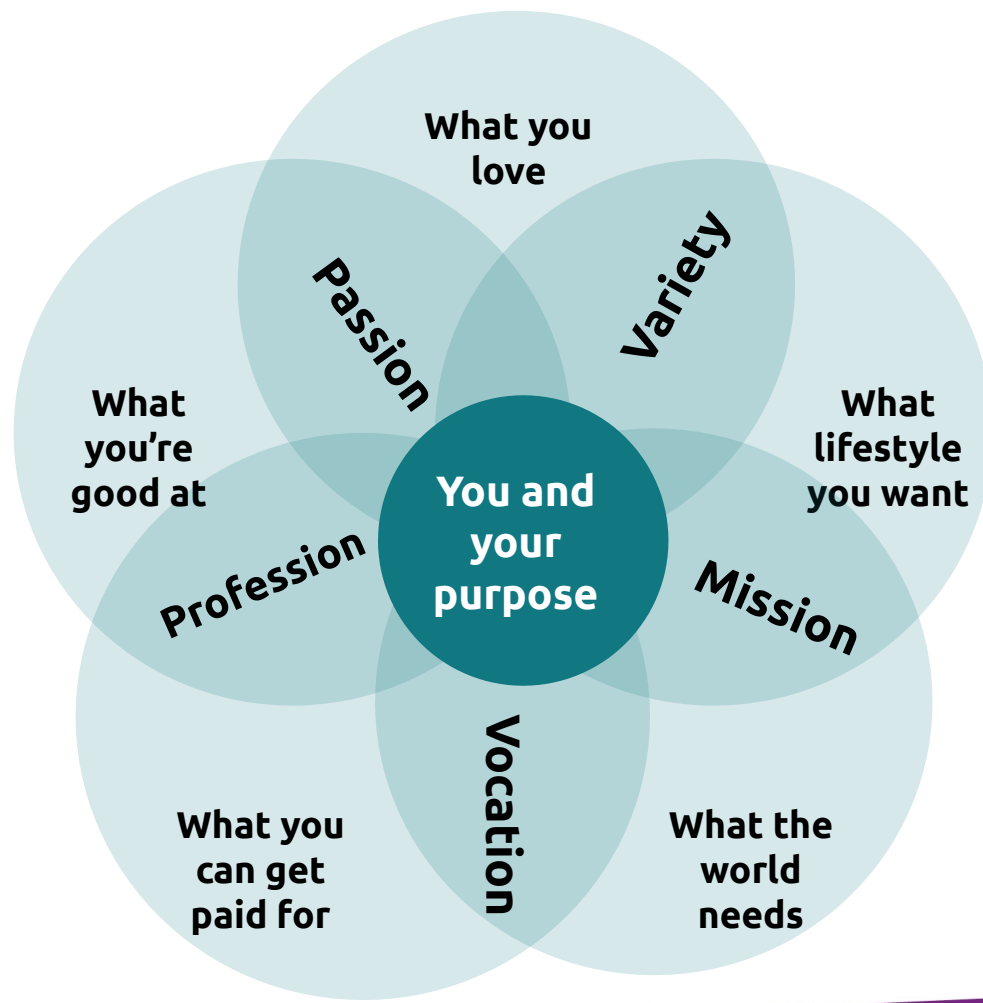 What you
love
Passion
Variety
What
you’re
good at
What
lifestyle
you want
You and
your
purpose
Profession
Mission
Vocation
What you
can get
paid for
What the
world
needs